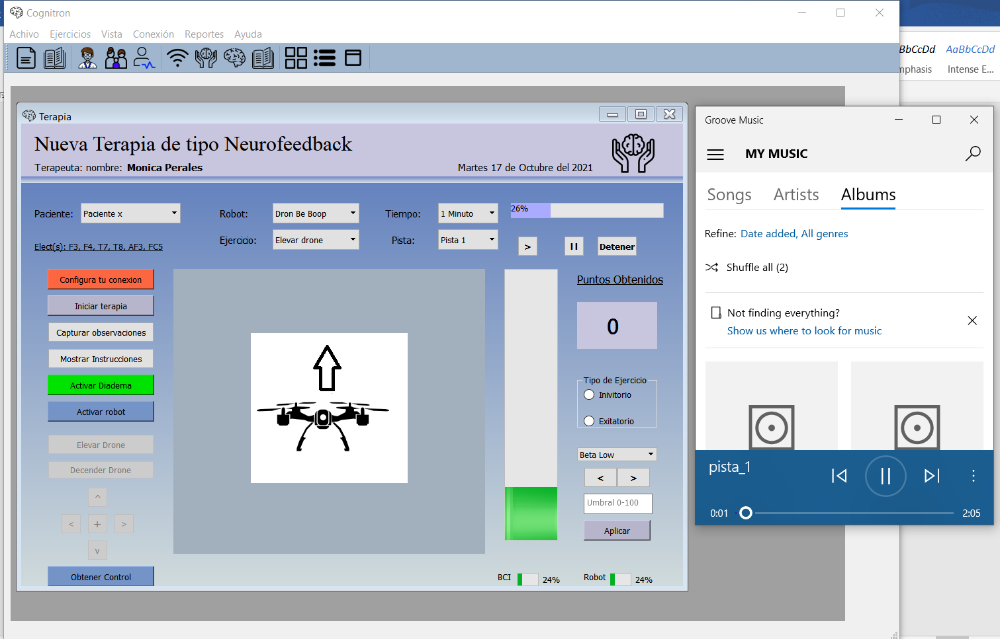 Cognitron
Achivo Ejercicios Vista Conexión Reportes Ayuda
BbCcDd AaBbCcDd
mphasis Intense E...
Terapia
Nueva Terapia de tipo Neurofeedback
Terapeuta: nombre: Monica Perales
Martes 17 de Octubre del 2021
Paciente: Paciente x
Robot: Dron Be Boop
Tiempo: 1 Minuto
26%
Elect(s): F3, F4, T7, T8, AF3, FC5
Ejercicio: Elevar drone
Pista: Pista 1
> II Detener
Configura tu conexion
Iniciar terapia
Capturar observaciones
Mostrar Instrucciones
Activar Diadema
Activar robot
Elevar Drone
Decender Drone
^
< + >
v
Obtener Control
Puntos Obtenidos
0
Tipo de Ejercicio
Inivitorio
Exitatorio
Beta Low
< >
Umbral 0-100
Aplicar
BCI 24% Robot 24%
Groove Music
MY MUSIC
Songs Artists Albums
Refine: Date added, All genres
Shuffle all (2)
Not finding everything?
Show us where to look for music
pista_1
0:01 2:05